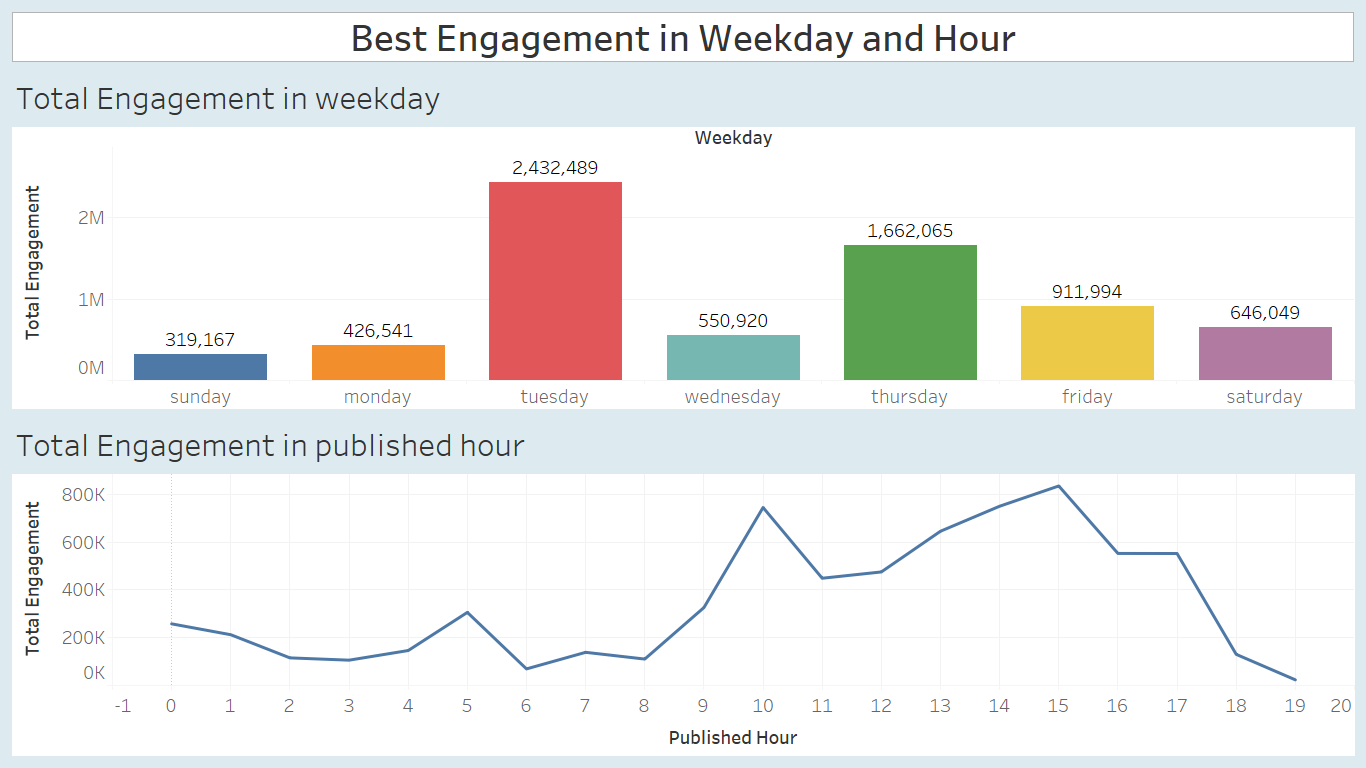 Best Engagement in Weekday and Hour
Total Engagement in weekday
Weekday
Total Engagement
2M
1M
0M
319,167
426,541
2,432,489
550,920
1,662,065
911,994
646,049
sunday monday tuesday wednesday thursday friday saturday
Total Engagement in published hour
Total Engagement
800K
600K
400K
200K
0K
-1 0 1 2 3 4 5 6 7 8 9 10 11 12 13 14 15 16 17 18 19 20
Published Hour